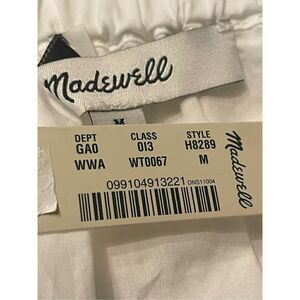 Madewell
M
DEPT CLASS STYLE
GA0 013 H8289
WWA WT0067 M
099104913221 DNS11004
Madewell